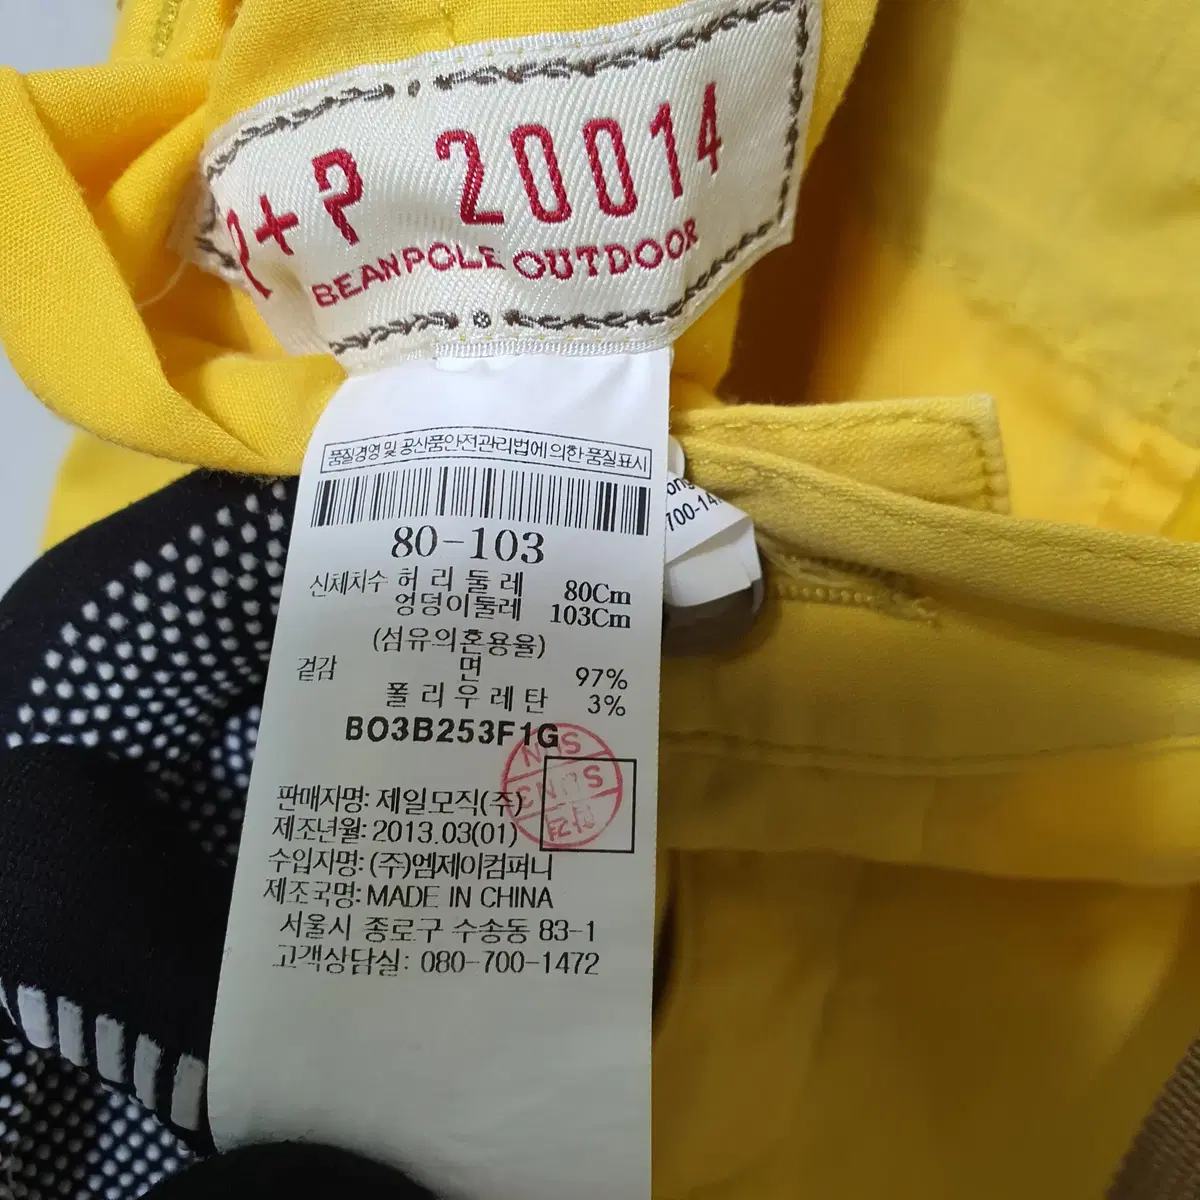 P+P 20014
BEANPOLE OUTDOOR
품질경영 및 공산품안전관리법에 의한 품질표시
80-103
신체치수 허리둘레 80Cm
엉덩이둘레 103Cm
(섬유의혼용율)
겉감 면 97%
폴리우레탄 3%
BO3B253F1G
판매자명: 제일모직(주)
제조년월: 2013.03(01)
수입자명: (주)엠제이컴퍼니
제조국명: MADE IN CHINA
서울시 종로구 수송동 83-1
고객상담실: 080-700-1472
700-14